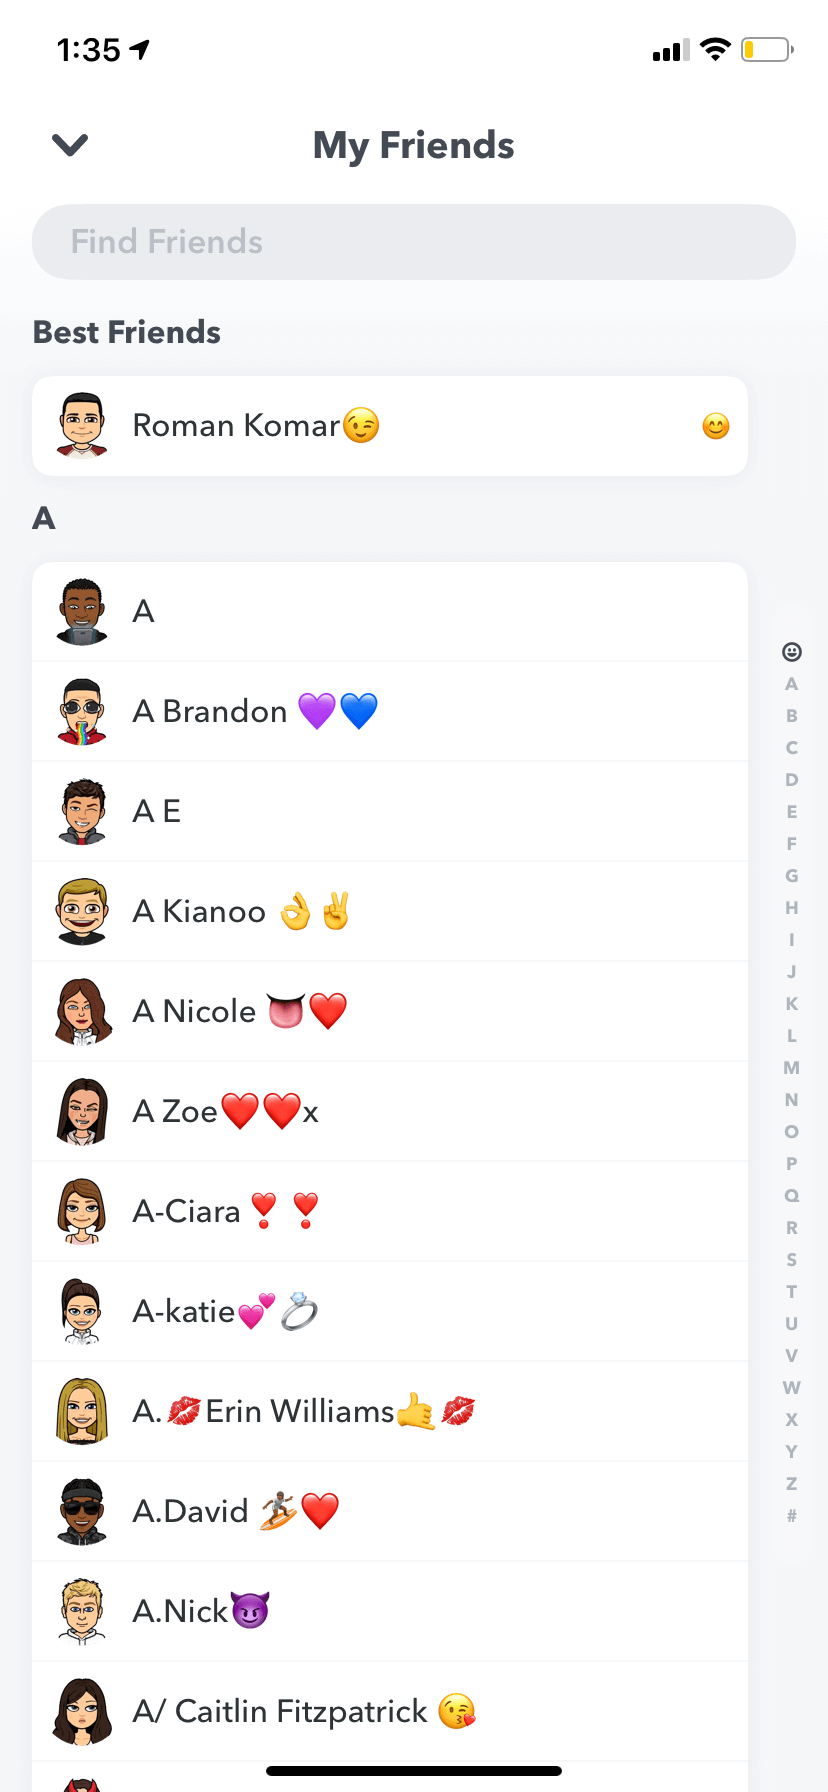 1:35
My Friends
Find Friends
Best Friends
Roman Komar😉 😊
A
A
A Brandon 💜💙
A E
A Kianoo 👌✌️
A Nicole 👅❤️
A Zoe❤️❤️x
A-Ciara ❣️ ❣️
A-katie💕💍
A.💋Erin Williams🤙💋
A.David 🏄🏾‍♂️❤️
A.Nick😈
A/ Caitlin Fitzpatrick 😘
A
B
C
D
E
F
G
H
I
J
K
L
M
N
O
P
Q
R
S
T
U
V
W
X
Y
Z
#